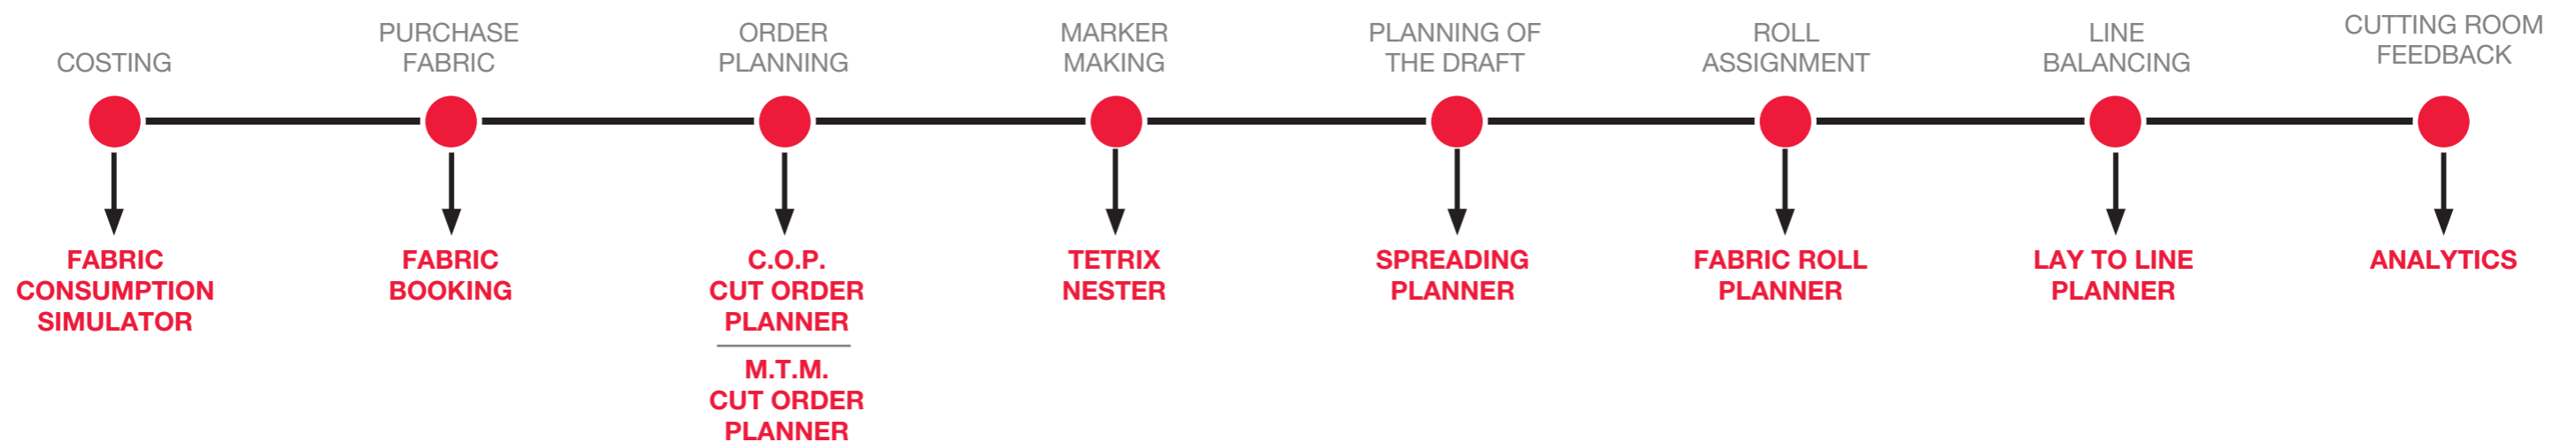 COSTING
PURCHASE
FABRIC
ORDER
PLANNING
MARKER
MAKING
PLANNING OF
THE DRAFT
ROLL
ASSIGNMENT
LINE
BALANCING
CUTTING ROOM
FEEDBACK
FABRIC
CONSUMPTION
SIMULATOR
FABRIC
BOOKING
C.O.P.
CUT ORDER
PLANNER
M.T.M.
CUT ORDER
PLANNER
TETRIX
NESTER
SPREADING
PLANNER
FABRIC ROLL
PLANNER
LAY TO LINE
PLANNER
ANALYTICS